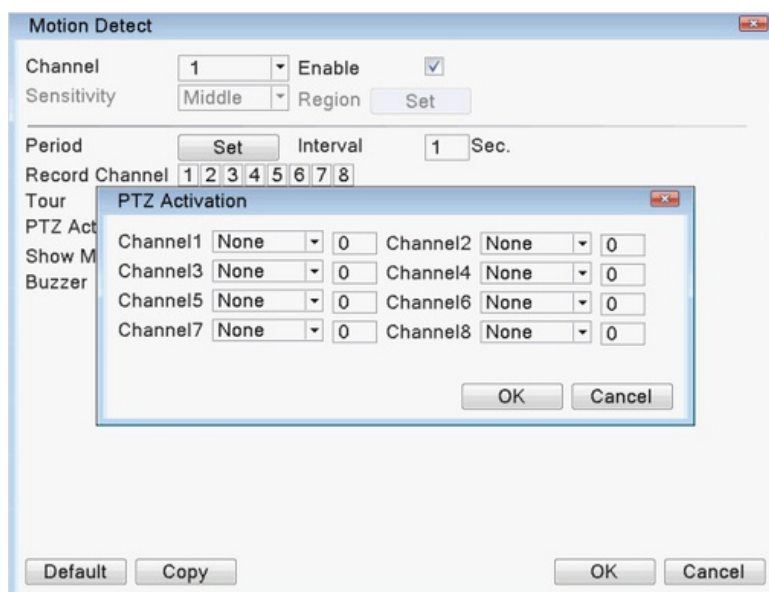 Motion Detect
Channel 1 Enable
Sensitivity Middle Region Set
Period Set Interval 1 Sec.
Record Channel 1 2 3 4 5 6 7 8
Tour
PTZ Act
Show M
Buzzer
PTZ Activation
Channel1 None 0 Channel2 None 0
Channel3 None 0 Channel4 None 0
Channel5 None 0 Channel6 None 0
Channel7 None 0 Channel8 None 0
OK Cancel
Default Copy OK Cancel